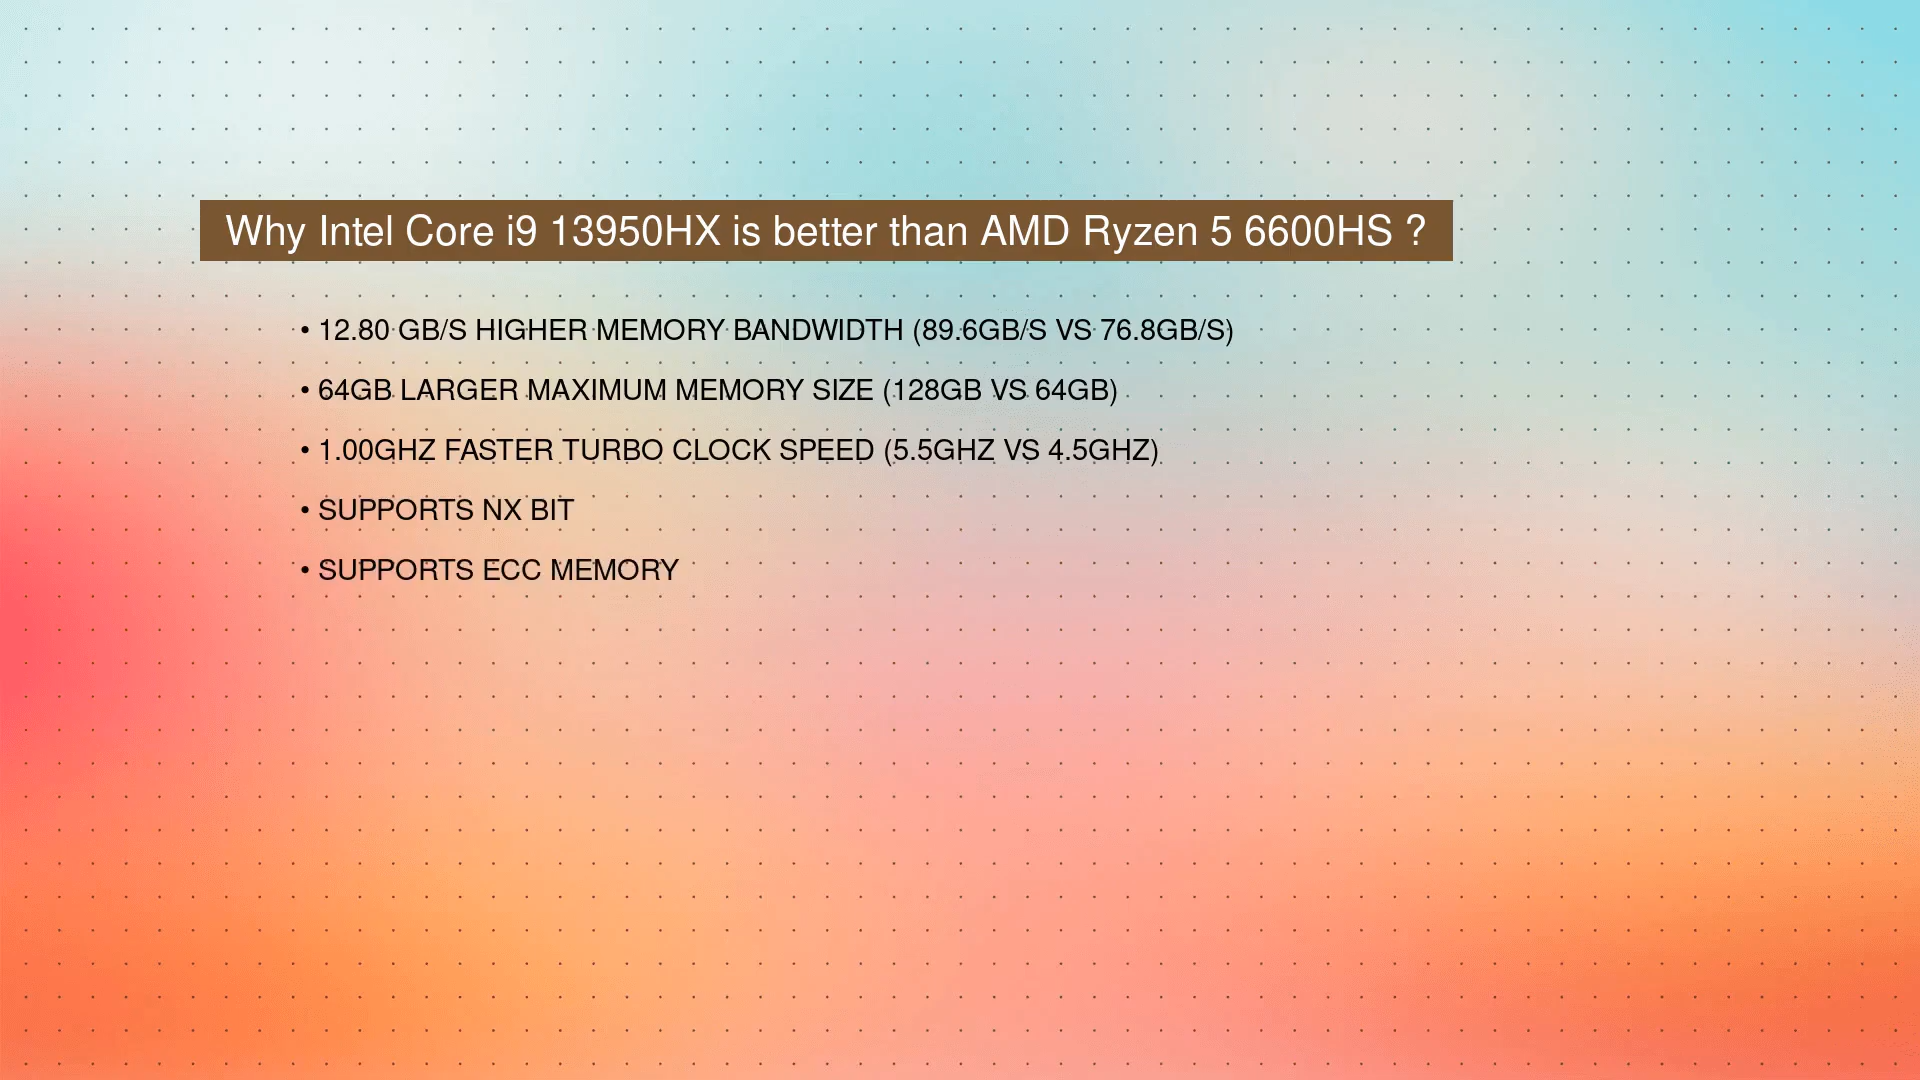 Why Intel Core i9 13950HX is better than AMD Ryzen 5 6600HS ?
• 12.80 GB/S HIGHER MEMORY BANDWIDTH (89.6GB/S VS 76.8GB/S)
• 64GB LARGER MAXIMUM MEMORY SIZE (128GB VS 64GB)
• 1.00GHZ FASTER TURBO CLOCK SPEED (5.5GHZ VS 4.5GHZ)
• SUPPORTS NX BIT
• SUPPORTS ECC MEMORY